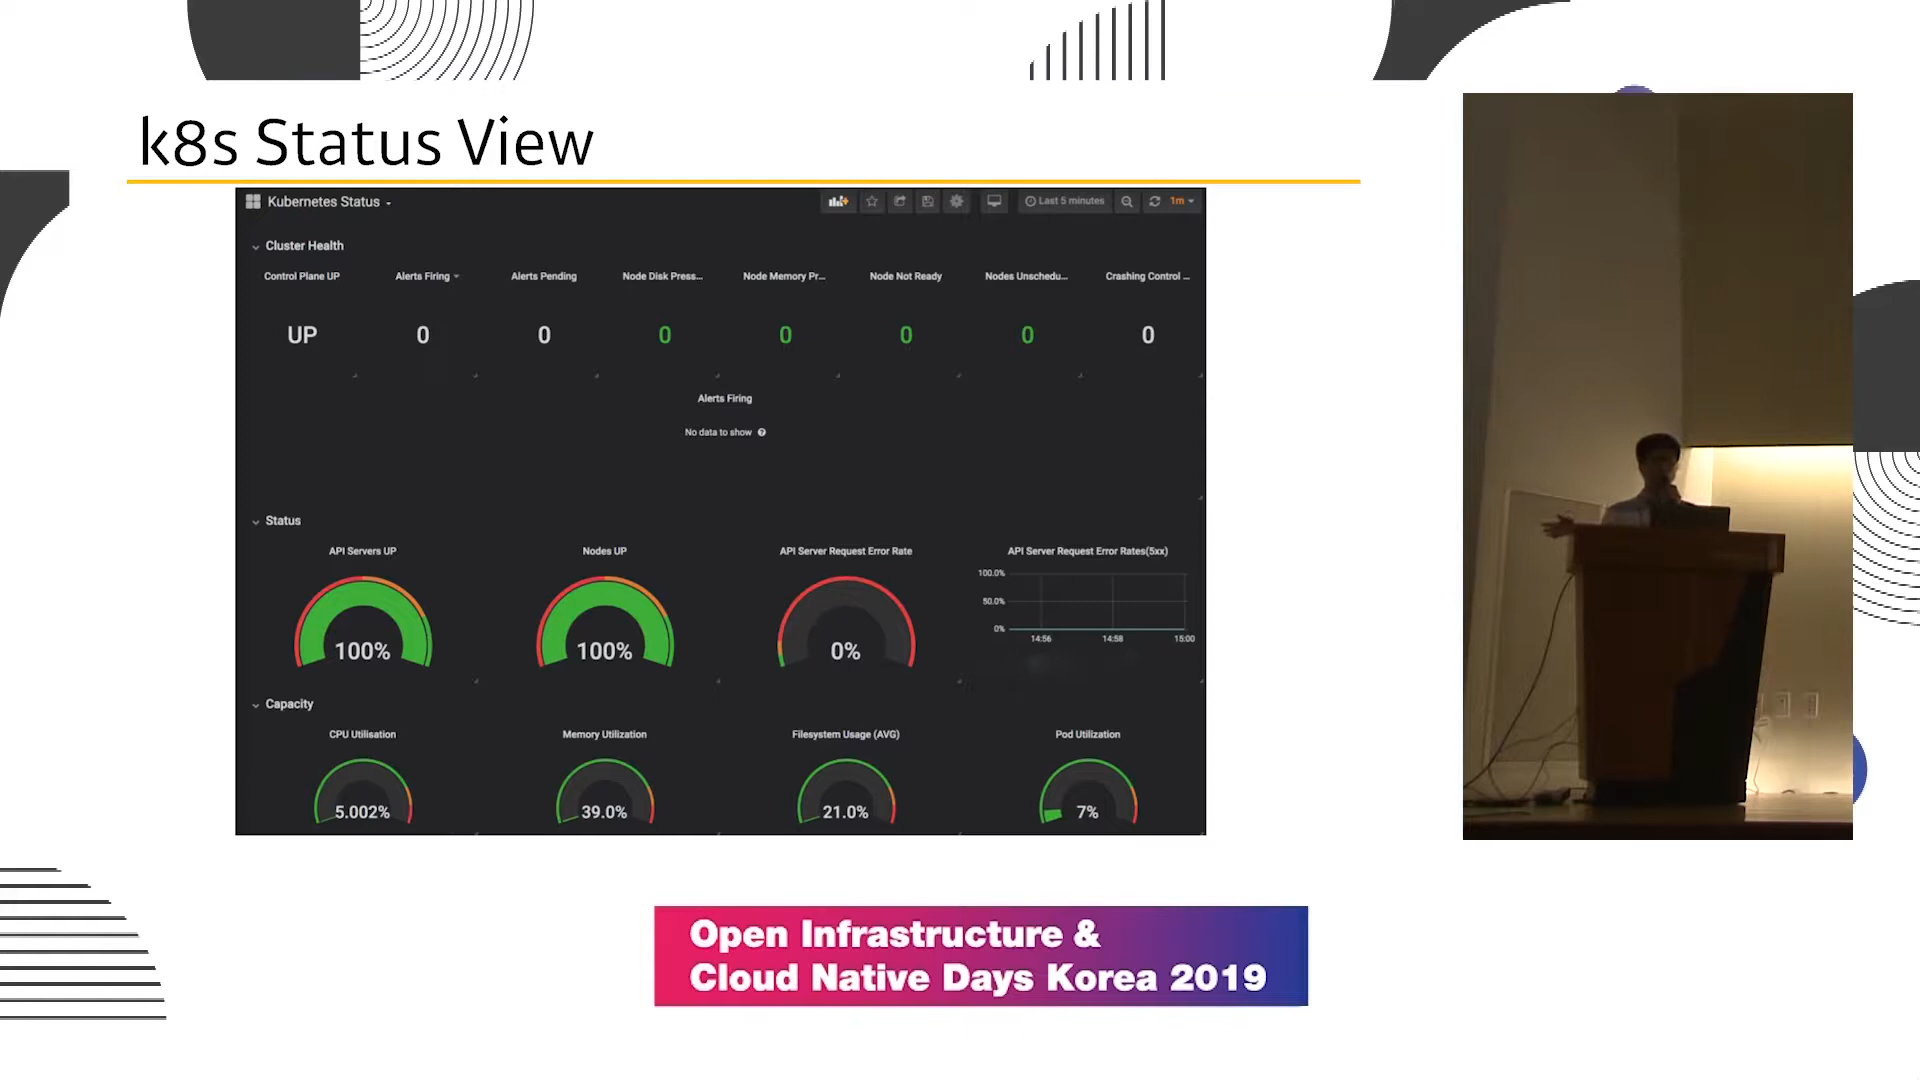 k8s Status View
Kubernetes Status
Last 5 minutes
1m
Cluster Health
Control Plane UP
Alerts Firing
Alerts Pending
Node Disk Press...
Node Memory Pr...
Node Not Ready
Nodes Unschedu...
Crashing Control ...
UP
0
0
0
0
0
0
0
Alerts Firing
No data to show
Status
API Servers UP
Nodes UP
API Server Request Error Rate
API Server Request Error Rates(5xx)
100%
100%
0%
100.0%
50.0%
0%
14:56
14:58
15:00
Capacity
CPU Utilisation
Memory Utilization
Filesystem Usage (AVG)
Pod Utilization
5.002%
39.0%
21.0%
7%
Open Infrastructure &
Cloud Native Days Korea 2019